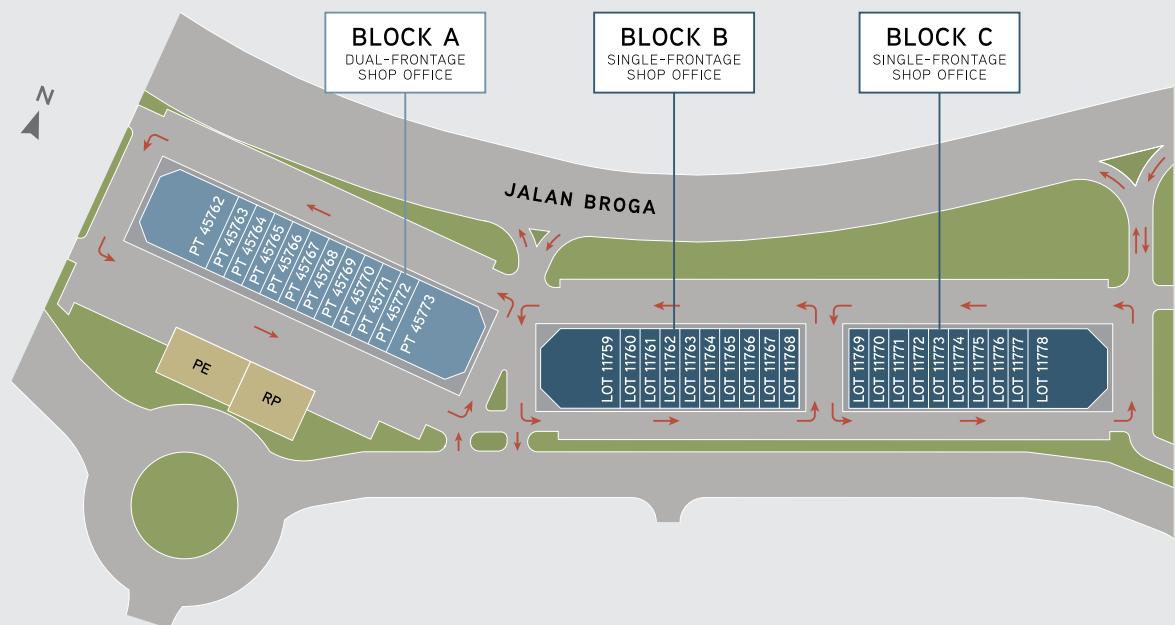 BLOCK A
DUAL-FRONTAGE
SHOP OFFICE
BLOCK B
SINGLE-FRONTAGE
SHOP OFFICE
BLOCK C
SINGLE-FRONTAGE
SHOP OFFICE
N
JALAN BROGA
PT 45762
PT 45763
PT 45764
PT 45765
PT 45766
PT 45767
PT 45768
PT 45769
PT 45770
PT 45771
PT 45772
PT 45773
PE
RP
LOT 11759
LOT 11760
LOT 11761
LOT 11762
LOT 11763
LOT 11764
LOT 11765
LOT 11766
LOT 11767
LOT 11768
LOT 11769
LOT 11770
LOT 11771
LOT 11772
LOT 11773
LOT 11774
LOT 11775
LOT 11776
LOT 11777
LOT 11778